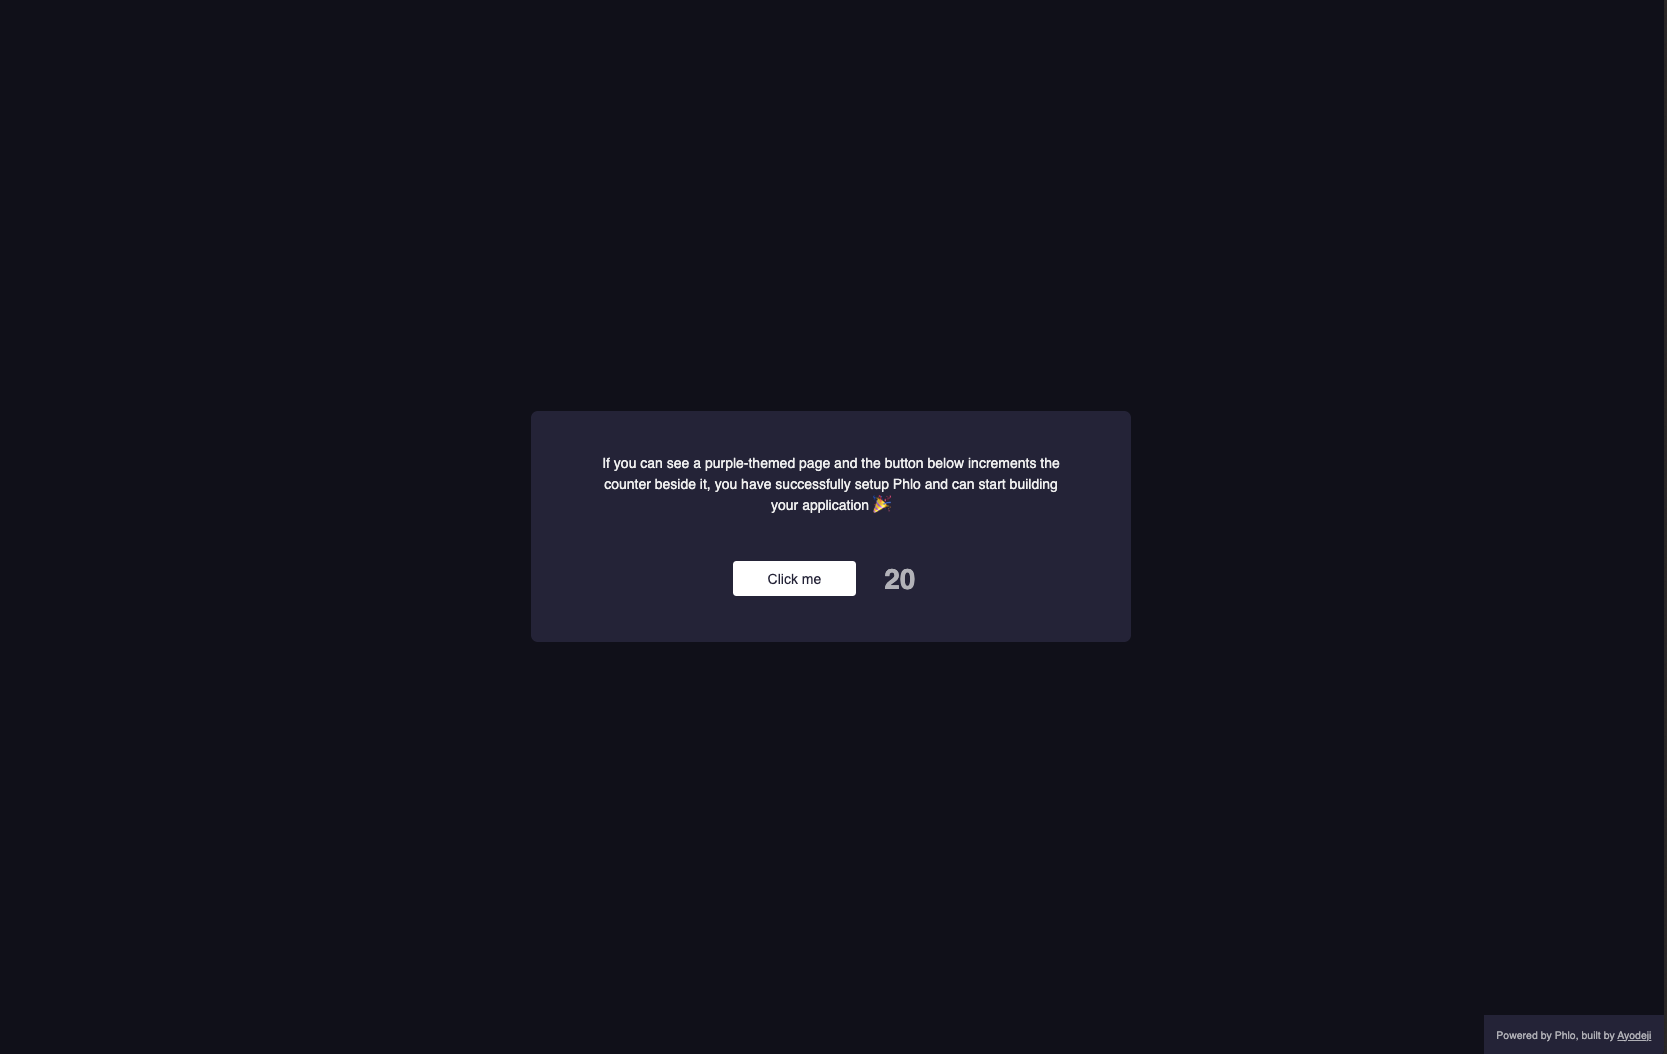 If you can see a purple-themed page and the button below increments the
counter beside it, you have successfully setup Phlo and can start building
your application 🎉
Click me 20
Powered by Phlo, built by Ayodeji